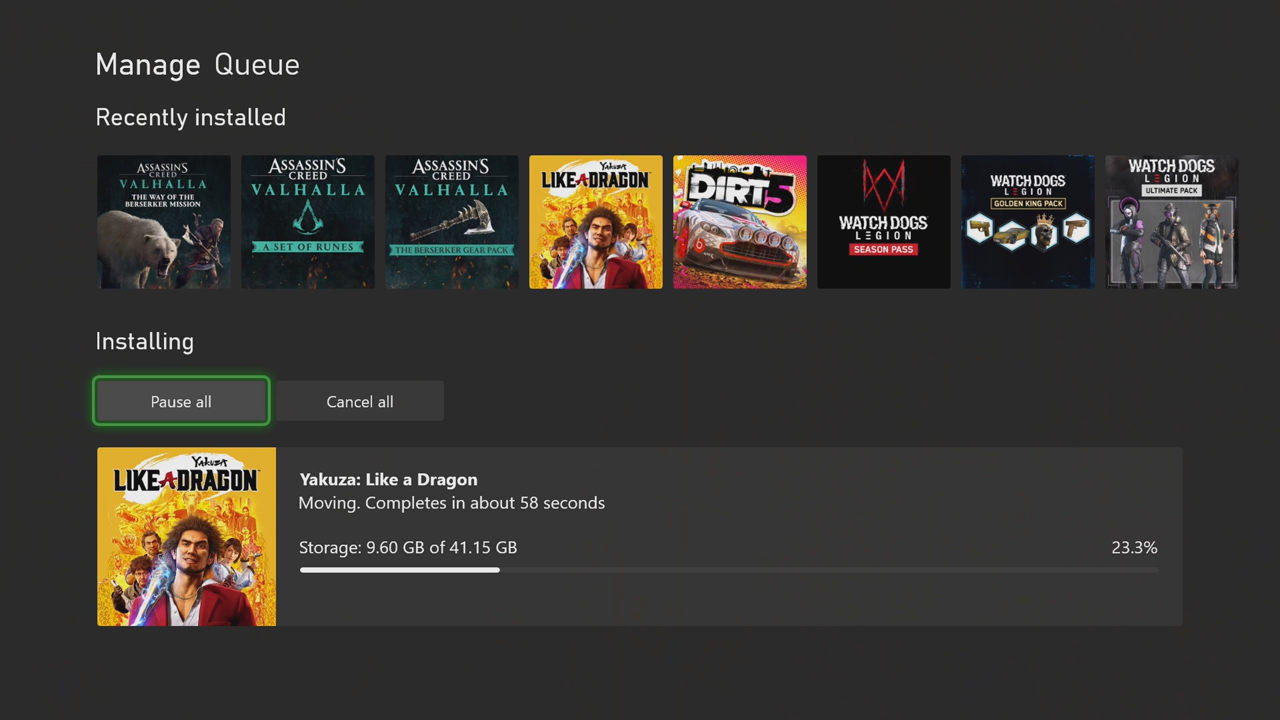 Manage Queue
Recently installed
ASSASSIN'S
CREED
VALHALLA
THE WAY OF THE
BERSERKER MISSION
ASSASSIN'S
CREED
VALHALLA
A SET OF RUNES
ASSASSIN'S
CREED
VALHALLA
THE BERSERKER GEAR PACK
YAKUZA
LIKE A DRAGON
DIRT 5
WATCH DOGS
LEGION
SEASON PASS
WATCH DOGS
LEGION
GOLDEN KING PACK
WATCH DOGS
LEGION
ULTIMATE PACK
Installing
Pause all
Cancel all
YAKUZA
LIKE A DRAGON
Yakuza: Like a Dragon
Moving. Completes in about 58 seconds
Storage: 9.60 GB of 41.15 GB
23.3%